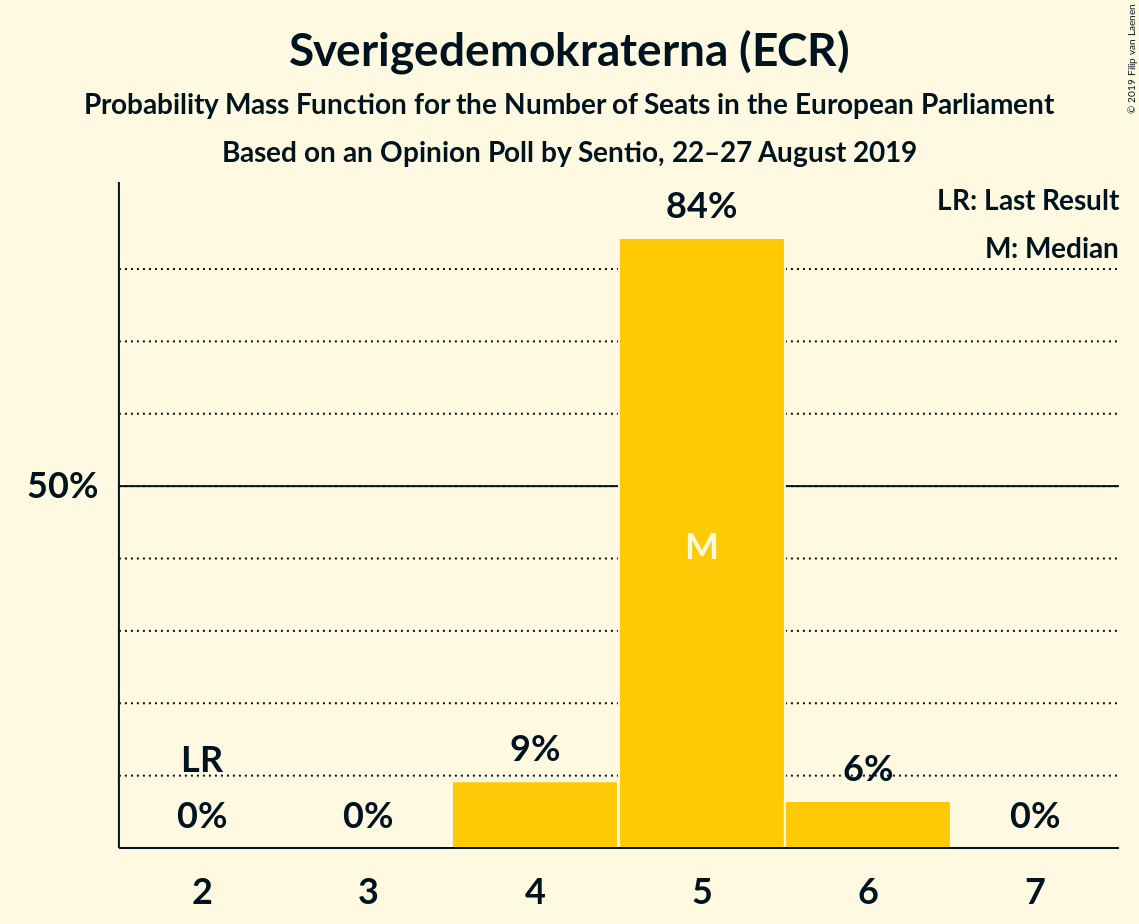 Sverigedemokraterna (ECR)
Probability Mass Function for the Number of Seats in the European Parliament
Based on an Opinion Poll by Sentio, 22–27 August 2019
© 2019 Filip van Laenen
LR: Last Result
M: Median
84%
50%
M
LR
9%
6%
0%
0%
0%
2
3
4
5
6
7